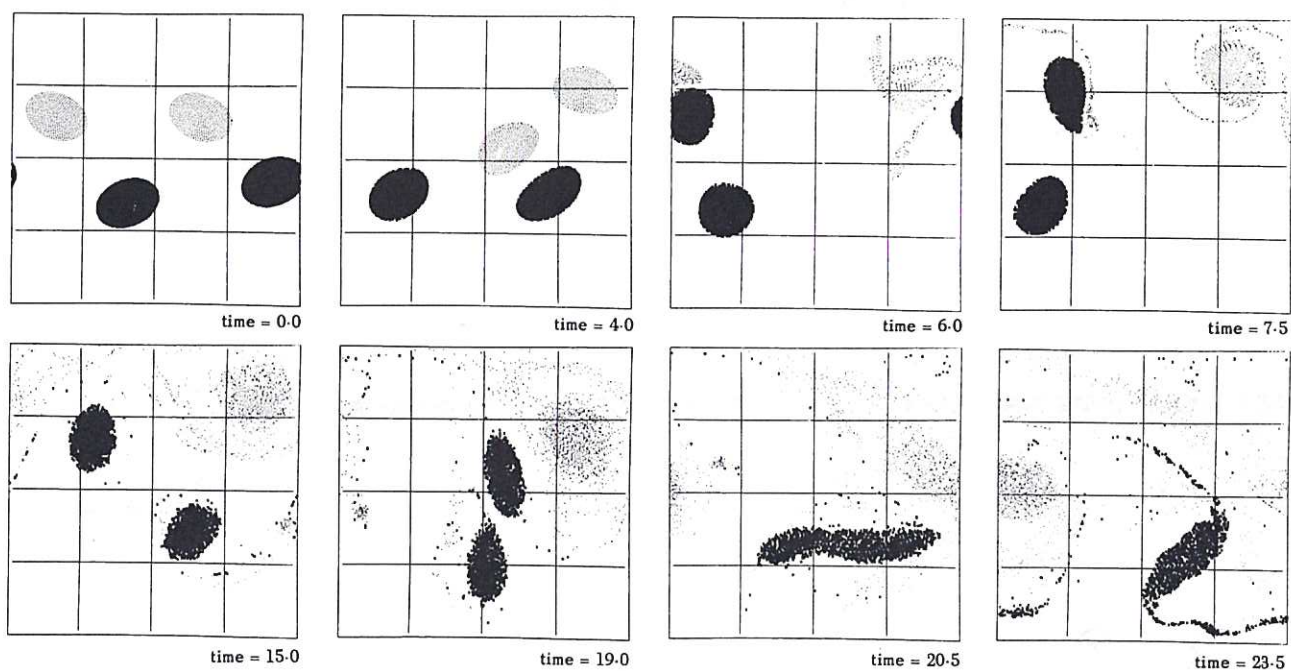 time = 0·0
time = 4·0
time = 6·0
time = 7·5
time = 15·0
time = 19·0
time = 20·5
time = 23·5